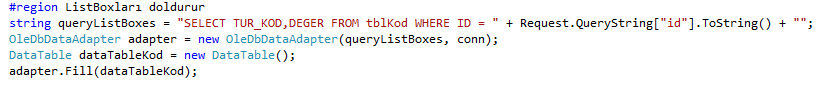 #region ListBoxları doldurur
string queryListBoxes = "SELECT TUR_KOD,DEGER FROM tblKod WHERE ID = " + Request.QueryString["id"].ToString() + "";
OleDbDataAdapter adapter = new OleDbDataAdapter(queryListBoxes, conn);
DataTable dataTableKod = new DataTable();
adapter.Fill(dataTableKod);